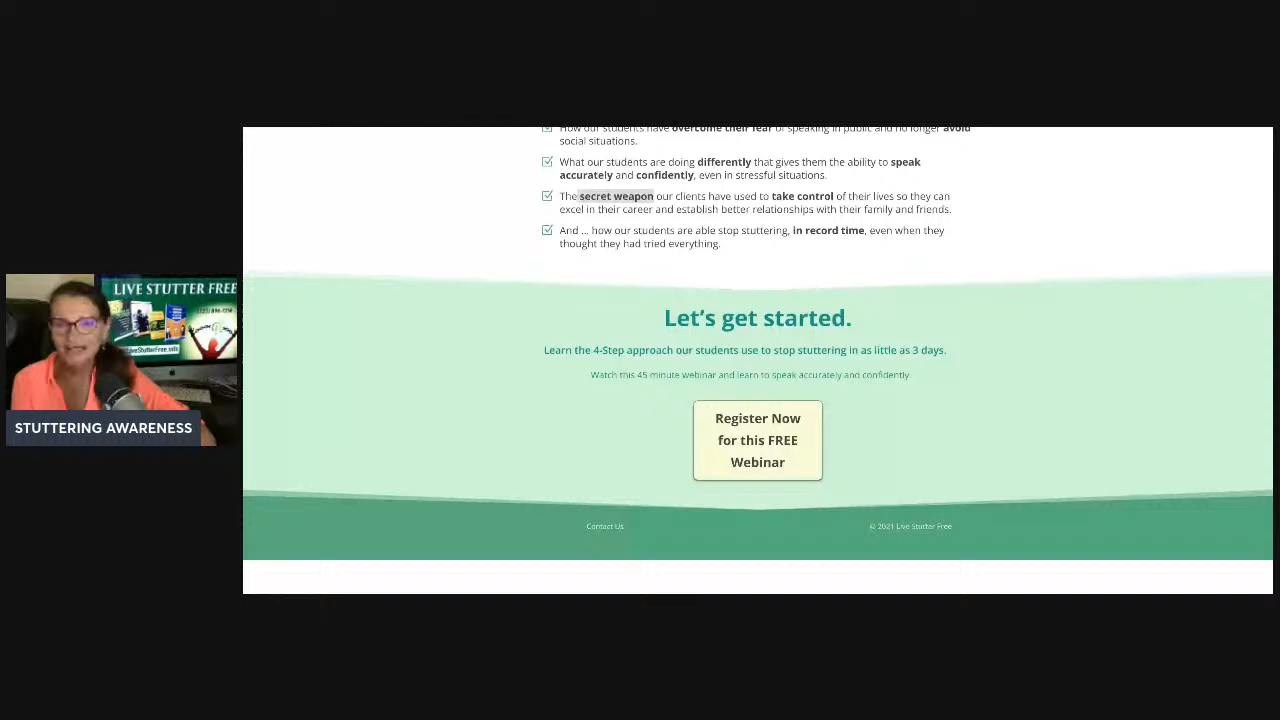 How our students have overcome their fear of speaking in public and no longer avoid
social situations.
What our students are doing differently that gives them the ability to speak
accurately and confidently, even in stressful situations.
The secret weapon our clients have used to take control of their lives so they can
excel in their career and establish better relationships with their family and friends.
And ... how our students are able stop stuttering, in record time, even when they
thought they had tried everything.
LIVE STUTTER FREE
STUTTERING AWARENESS
Let's get started.
Learn the 4-Step approach our students use to stop stuttering in as little as 3 days.
Watch this 45 minute webinar and learn to speak accurately and confidently.
Register Now
for this FREE
Webinar
Contact Us
© 2021 Live Stutter Free